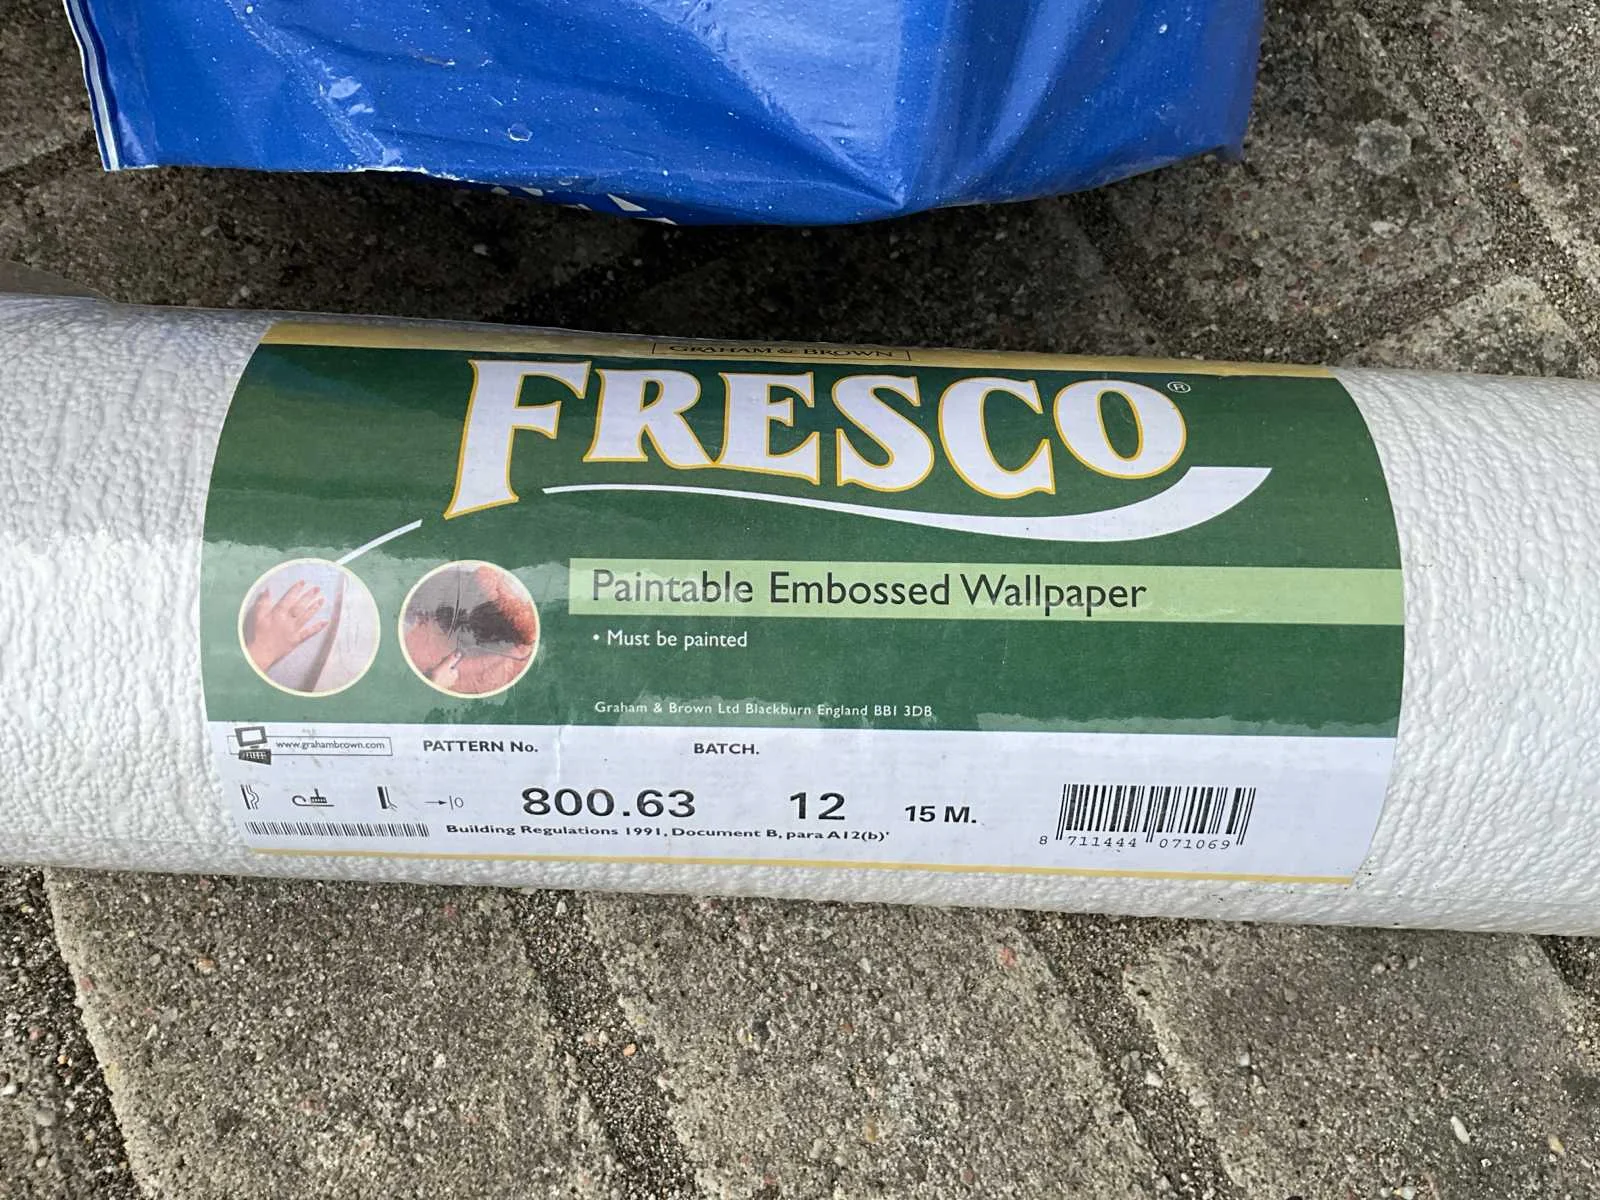 GRAHAM & BROWN
FRESCO®
Paintable Embossed Wallpaper
• Must be painted
Graham & Brown Ltd Blackburn England BB1 3DB
www.grahambrown.com
PATTERN No.
BATCH.
800.63
12
15 M.
Building Regulations 1991, Document B, para A12(b)'
8 711444 071069